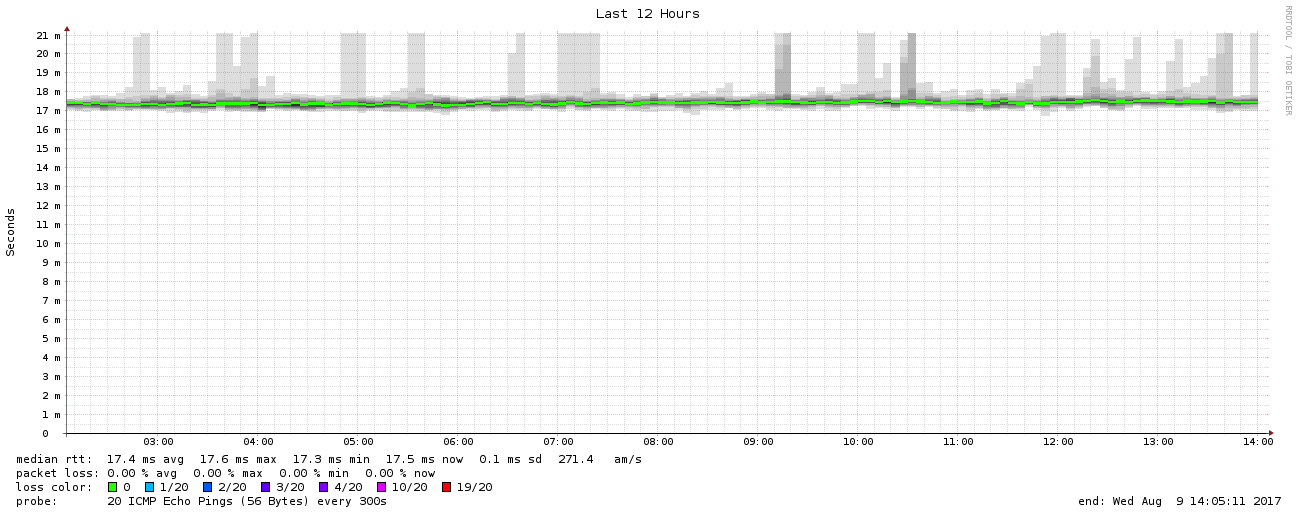 Last 12 Hours
RRDTOOL / TOBI OETIKER
Seconds
21 m
20 m
19 m
18 m
17 m
16 m
15 m
14 m
13 m
12 m
11 m
10 m
9 m
8 m
7 m
6 m
5 m
4 m
3 m
2 m
1 m
0
03:00 04:00 05:00 06:00 07:00 08:00 09:00 10:00 11:00 12:00 13:00 14:00
median rtt: 17.4 ms avg 17.6 ms max 17.3 ms min 17.5 ms now 0.1 ms sd 271.4 am/s
packet loss: 0.00 % avg 0.00 % max 0.00 % min 0.00 % now
loss color: 0 1/20 2/20 3/20 4/20 10/20 19/20
probe: 20 ICMP Echo Pings (56 Bytes) every 300s end: Wed Aug 9 14:05:11 2017